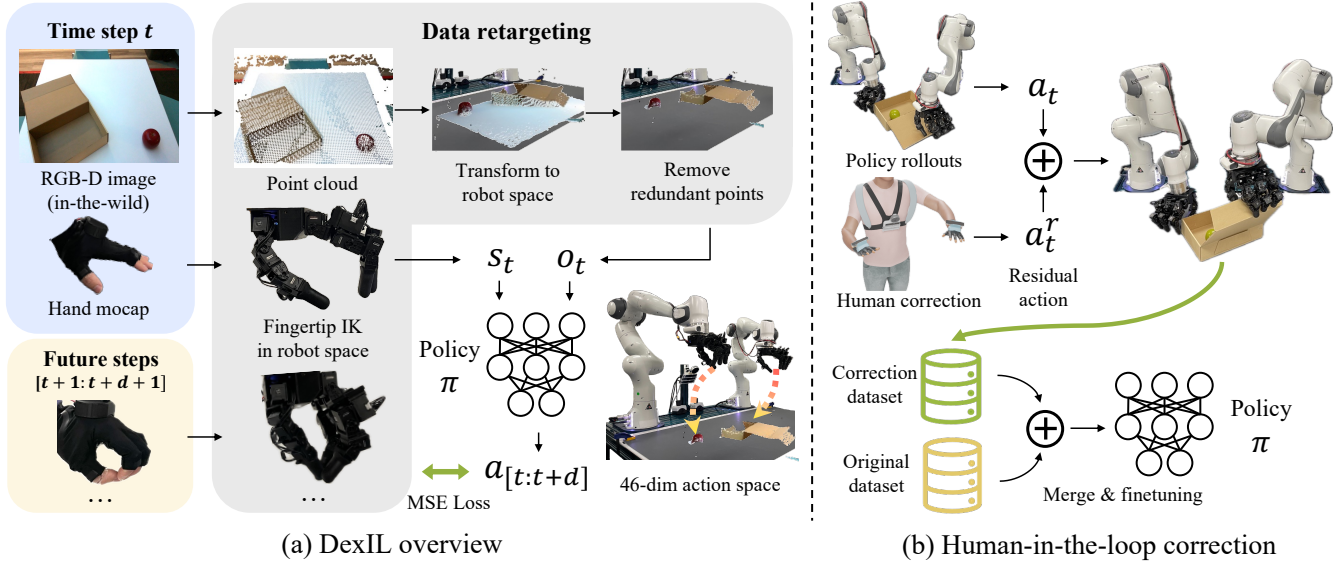 Time step t
RGB-D image
(in-the-wild)
Hand mocap
Future steps
[t + 1: t + d + 1]
...
Data retargeting
Point cloud
Transform to
robot space
Remove
redundant points
Fingertip IK
in robot space
...
s_t
o_t
Policy
π
a_[t:t+d]
MSE Loss
46-dim action space
(a) DexIL overview
Policy rollouts
a_t
Human correction
a_t^r
Residual
action
Correction
dataset
Original
dataset
Merge & finetuning
Policy
π
(b) Human-in-the-loop correction